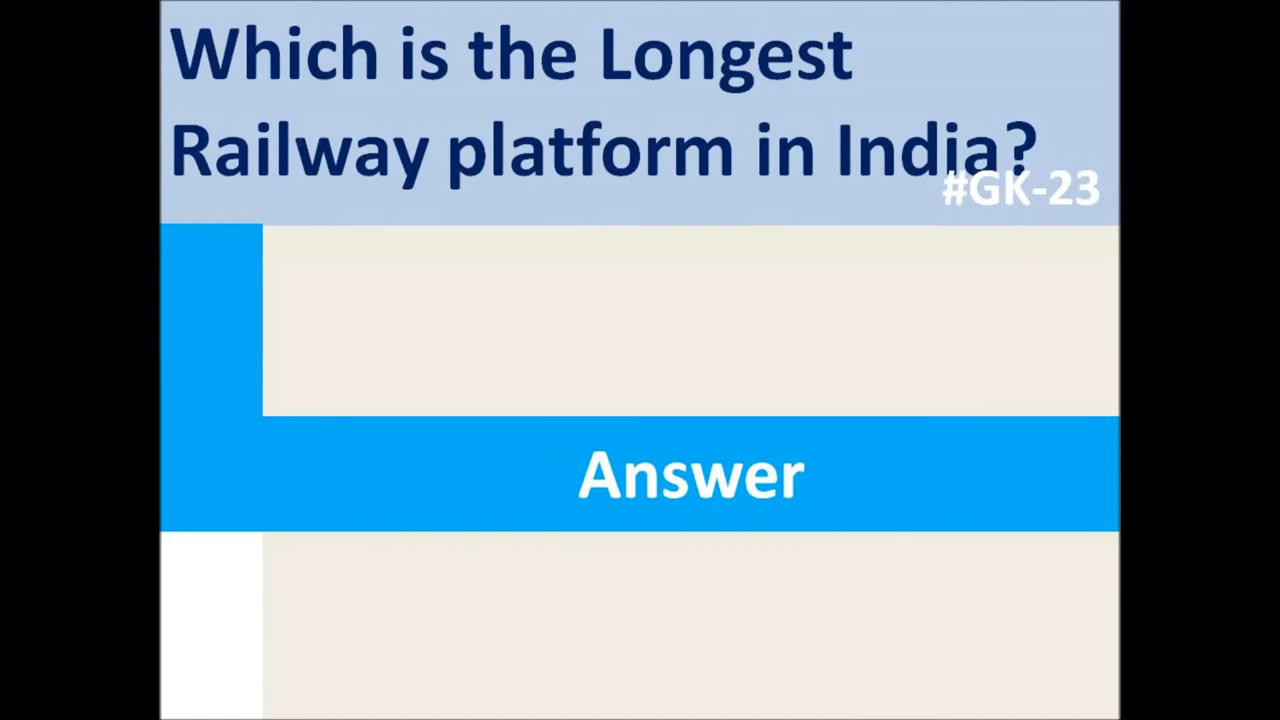 Which is the Longest
Railway platform in India?
#GK-23
Answer